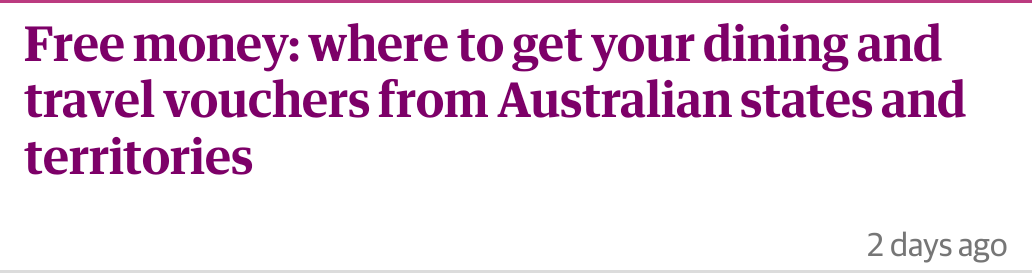 Free money: where to get your dining and
travel vouchers from Australian states and
territories
2 days ago